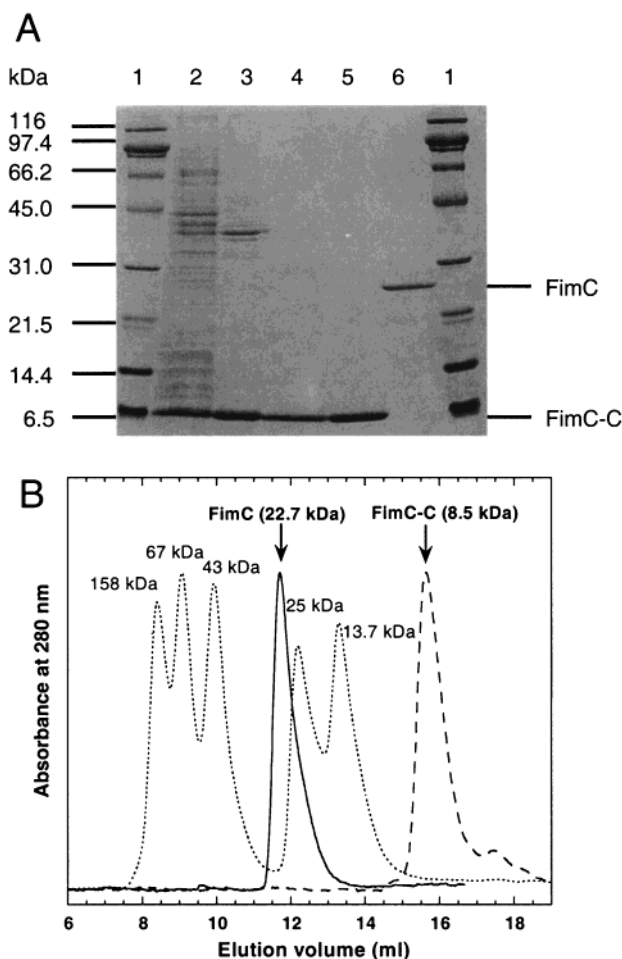 A
kDa 1 2 3 4 5 6 1
116
97.4
66.2
45.0
31.0
FimC
21.5
14.4
6.5
FimC-C
B
FimC (22.7 kDa) FimC-C (8.5 kDa)
67 kDa
43 kDa
158 kDa
25 kDa
13.7 kDa
Absorbance at 280 nm
6 8 10 12 14 16 18
Elution volume (ml)